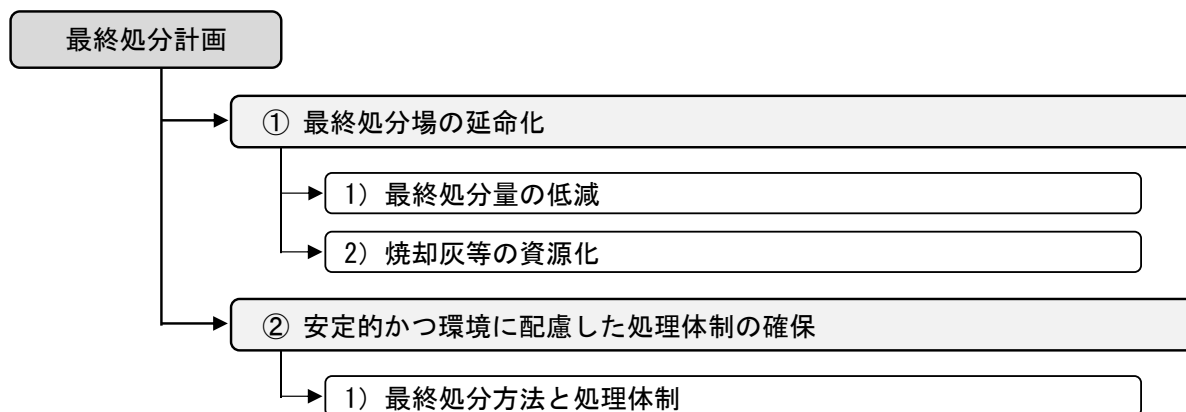 最終処分計画
① 最終処分場の延命化
1) 最終処分量の低減
2) 焼却灰等の資源化
② 安定的かつ環境に配慮した処理体制の確保
1) 最終処分方法と処理体制